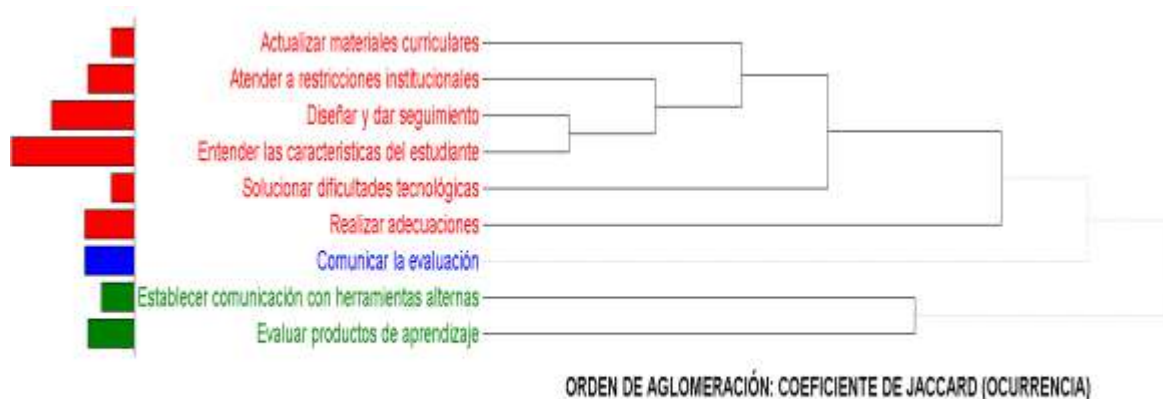 Actualizar materiales curriculares
Atender a restricciones institucionales
Diseñar y dar seguimiento
Entender las características del estudiante
Solucionar dificultades tecnológicas
Realizar adecuaciones
Comunicar la evaluación
Establecer comunicación con herramientas alternas
Evaluar productos de aprendizaje
ORDEN DE AGLOMERACIÓN: COEFICIENTE DE JACCARD (OCURRENCIA)